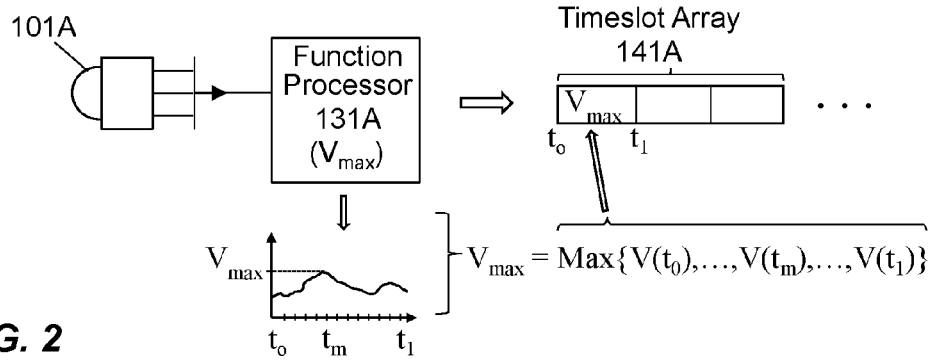 101A
Function
Processor
131A
(Vmax)
Timeslot Array
141A
Vmax
to t1
. . .
Vmax
to tm t1
Vmax = Max{V(t0),...,V(tm),...,V(t1)}
G. 2